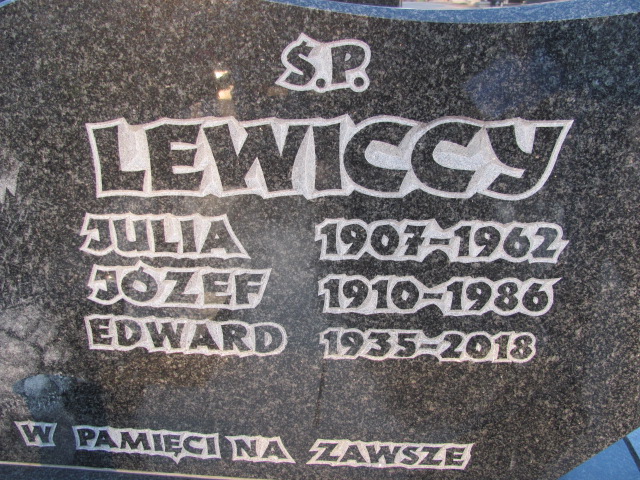 Ś.P.
LEWICCY
JULIA 1907-1962
JÓZEF 1910-1986
EDWARD 1935-2018
W PAMIĘCI NA ZAWSZE